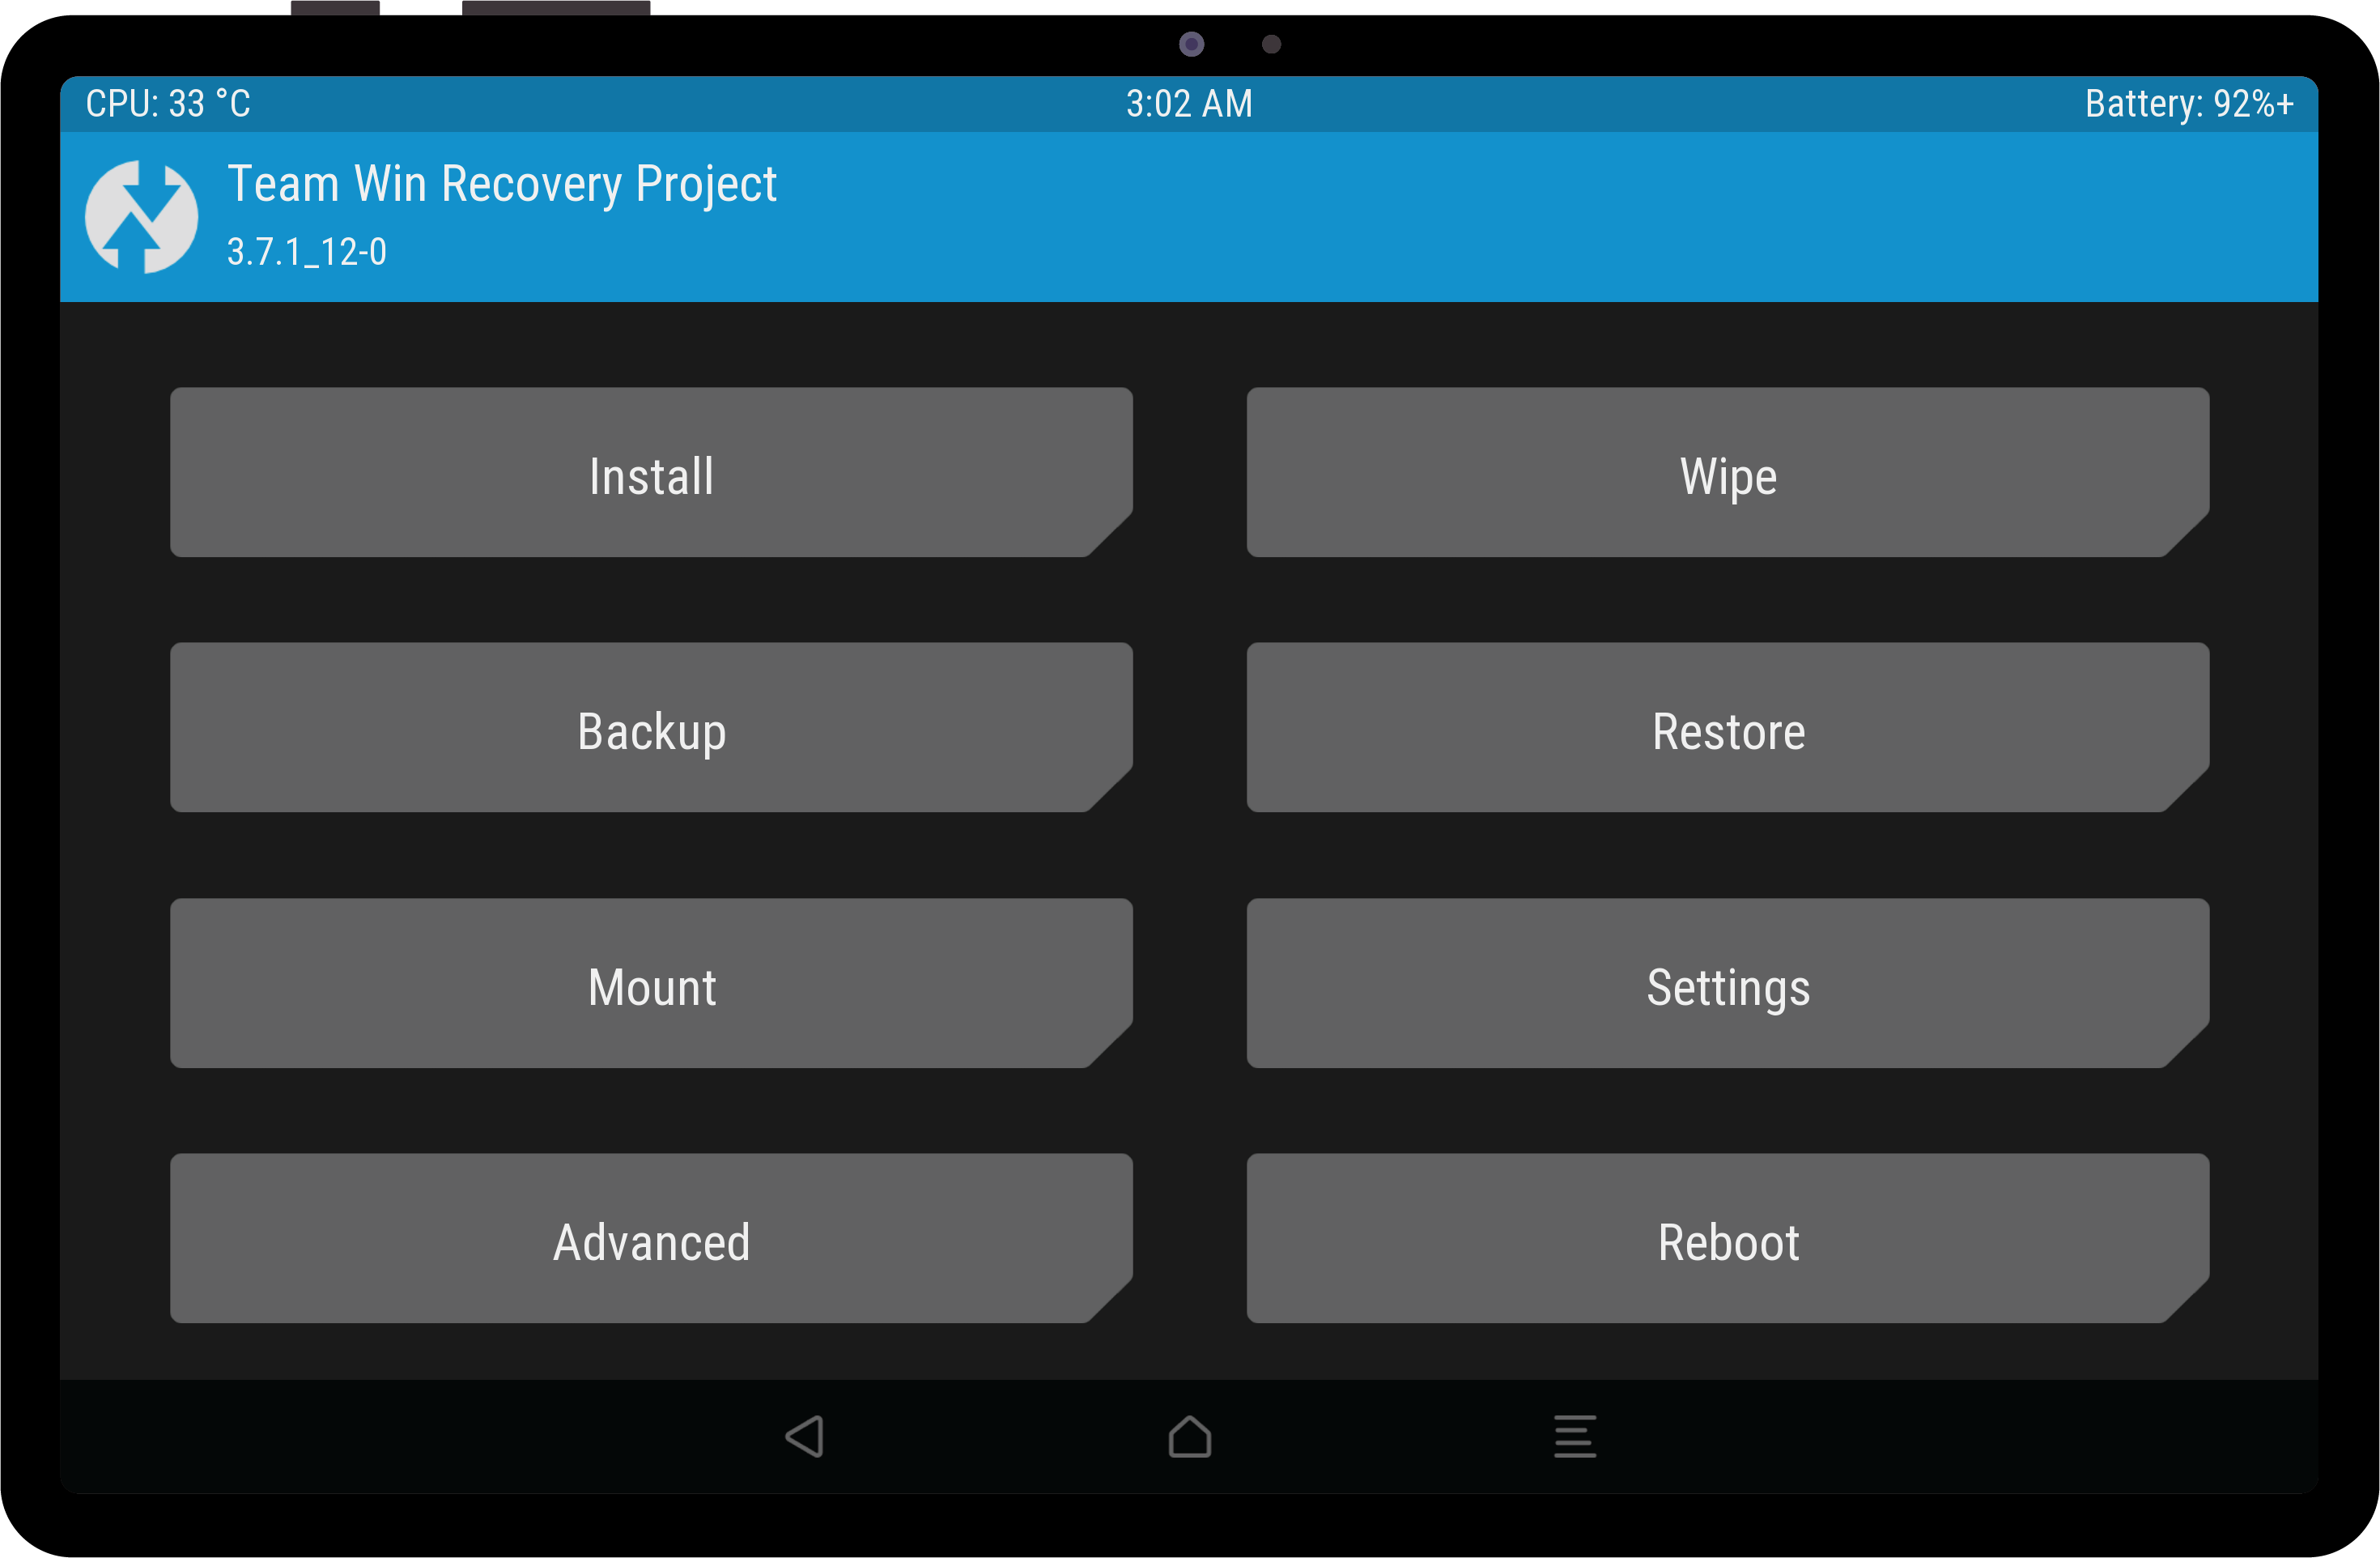 CPU: 33 °C
3:02 AM
Battery: 92%+
Team Win Recovery Project
3.7.1_12-0
Install
Wipe
Backup
Restore
Mount
Settings
Advanced
Reboot